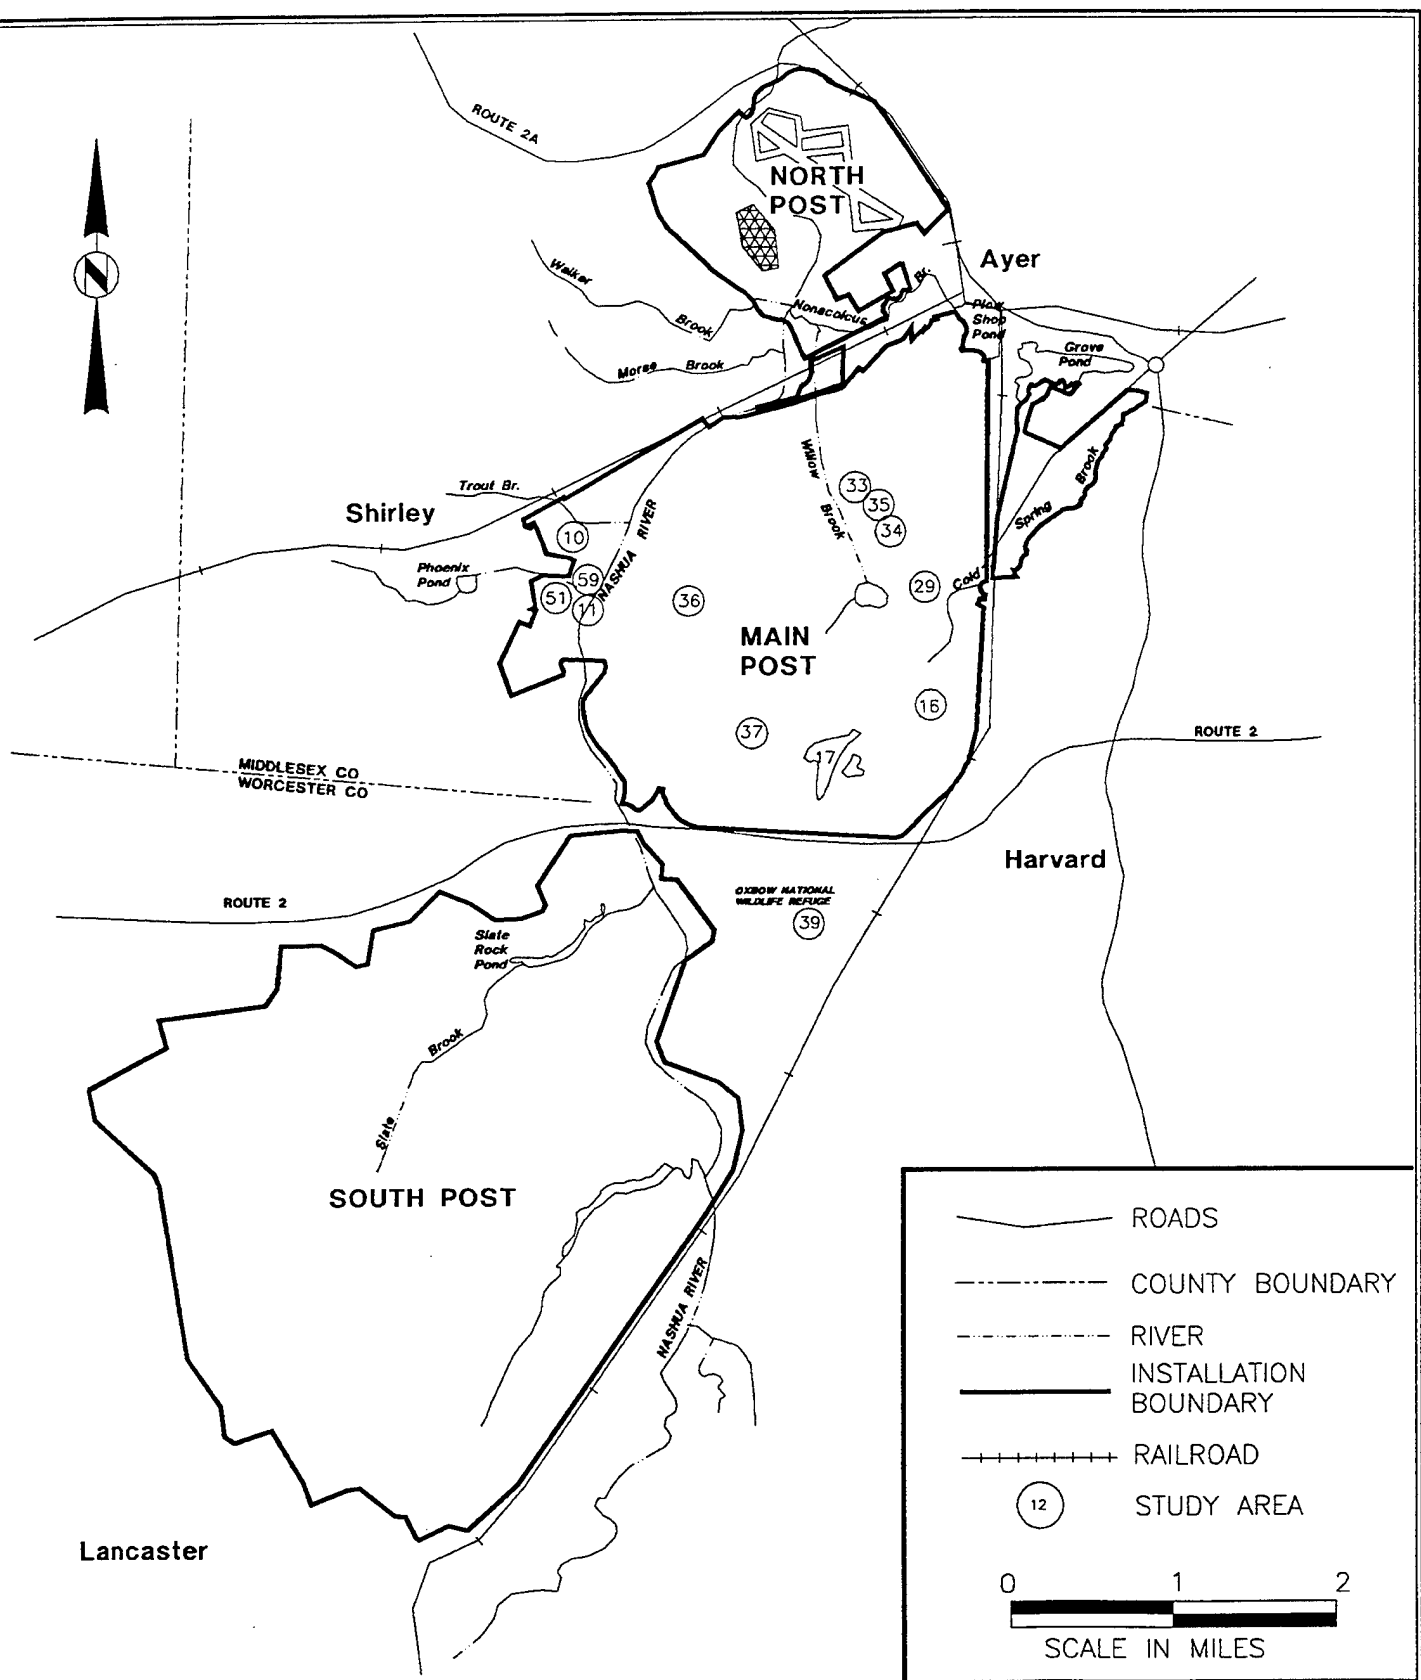 ROUTE 2A
NORTH
POST
Ayer
Walker
Brook
Nonacoicus
Br.
Plow
Shop
Pond
Grove
Pond
Morse Brook
Willow
Brook
Trout Br.
Shirley
NASHUA RIVER
Spring
Brook
Cold
Phoenix
Pond
10
33
35
34
59
51
11
36
29
MAIN
POST
16
37
17
ROUTE 2
MIDDLESEX CO
WORCESTER CO
Harvard
ROUTE 2
OXBOW NATIONAL
WILDLIFE REFUGE
39
Slate
Rock
Pond
Brook
Slate
SOUTH POST
NASHUA RIVER
Lancaster
ROADS
COUNTY BOUNDARY
RIVER
INSTALLATION
BOUNDARY
RAILROAD
12 STUDY AREA
0 1 2
SCALE IN MILES